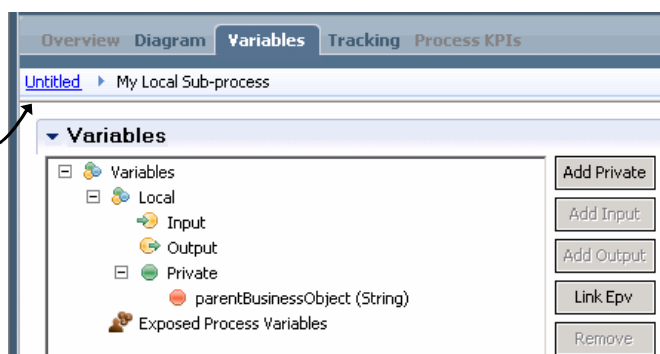 Overview Diagram Variables Tracking Process KPIs
Untitled My Local Sub-process
Variables
Variables
Add Private
Local
Input
Add Input
Output
Add Output
Private
parentBusinessObject (String)
Link Epv
Exposed Process Variables
Remove